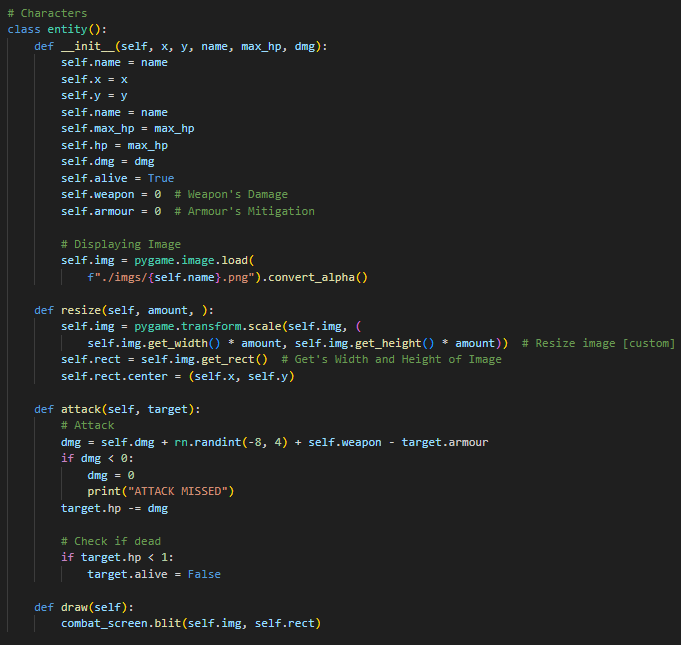 # Characters
class entity():
    def __init__(self, x, y, name, max_hp, dmg):
        self.name = name
        self.x = x
        self.y = y
        self.name = name
        self.max_hp = max_hp
        self.hp = max_hp
        self.dmg = dmg
        self.alive = True
        self.weapon = 0  # Weapon's Damage
        self.armour = 0  # Armour's Mitigation

        # Displaying Image
        self.img = pygame.image.load(
            f"./imgs/{self.name}.png").convert_alpha()

    def resize(self, amount, ):
        self.img = pygame.transform.scale(self.img, (
            self.img.get_width() * amount, self.img.get_height() * amount))  # Resize image [custom]
        self.rect = self.img.get_rect()  # Get's Width and Height of Image
        self.rect.center = (self.x, self.y)

    def attack(self, target):
        # Attack
        dmg = self.dmg + rn.randint(-8, 4) + self.weapon - target.armour
        if dmg < 0:
            dmg = 0
            print("ATTACK MISSED")
        target.hp -= dmg

        # Check if dead
        if target.hp < 1:
            target.alive = False

    def draw(self):
        combat_screen.blit(self.img, self.rect)